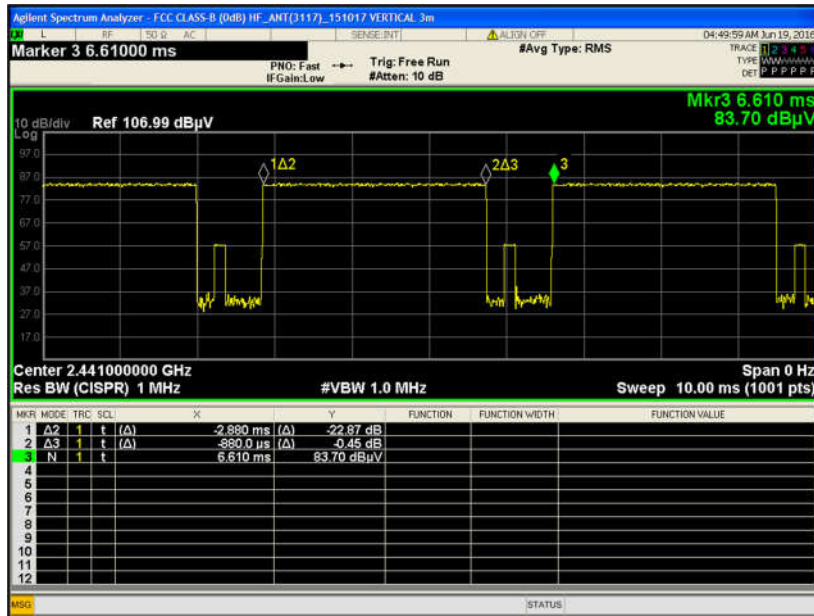 Agilent Spectrum Analyzer - FCC CLASS-B (0dB) HF_ANT(3117)_151017 VERTICAL 3m
L RF 50 Ω AC SENSE:INT ALIGN OFF 04:49:59 AM Jun 19, 2016
Marker 3 6.61000 ms #Avg Type: RMS TRACE 1 2 3 4 5
PNO: Fast Trig: Free Run TYPE
IFGain:Low #Atten: 10 dB DET P P P P P
Mkr3 6.610 ms
10 dB/div Ref 106.99 dBµV 83.70 dBµV
Log
97.0
1Δ2 2Δ3 3
87.0
77.0
67.0
57.0
47.0
37.0
27.0
17.0
Center 2.441000000 GHz Span 0 Hz
Res BW (CISPR) 1 MHz #VBW 1.0 MHz Sweep 10.00 ms (1001 pts)
MKR MODE TRC SCL X Y FUNCTION FUNCTION WIDTH FUNCTION VALUE
1 Δ2 1 t (Δ) -2.880 ms (Δ) -22.87 dB
2 Δ3 1 t (Δ) -880.0 µs (Δ) -0.45 dB
3 N 1 t 6.610 ms 83.70 dBµV
4
5
6
7
8
9
10
11
12
MSG STATUS